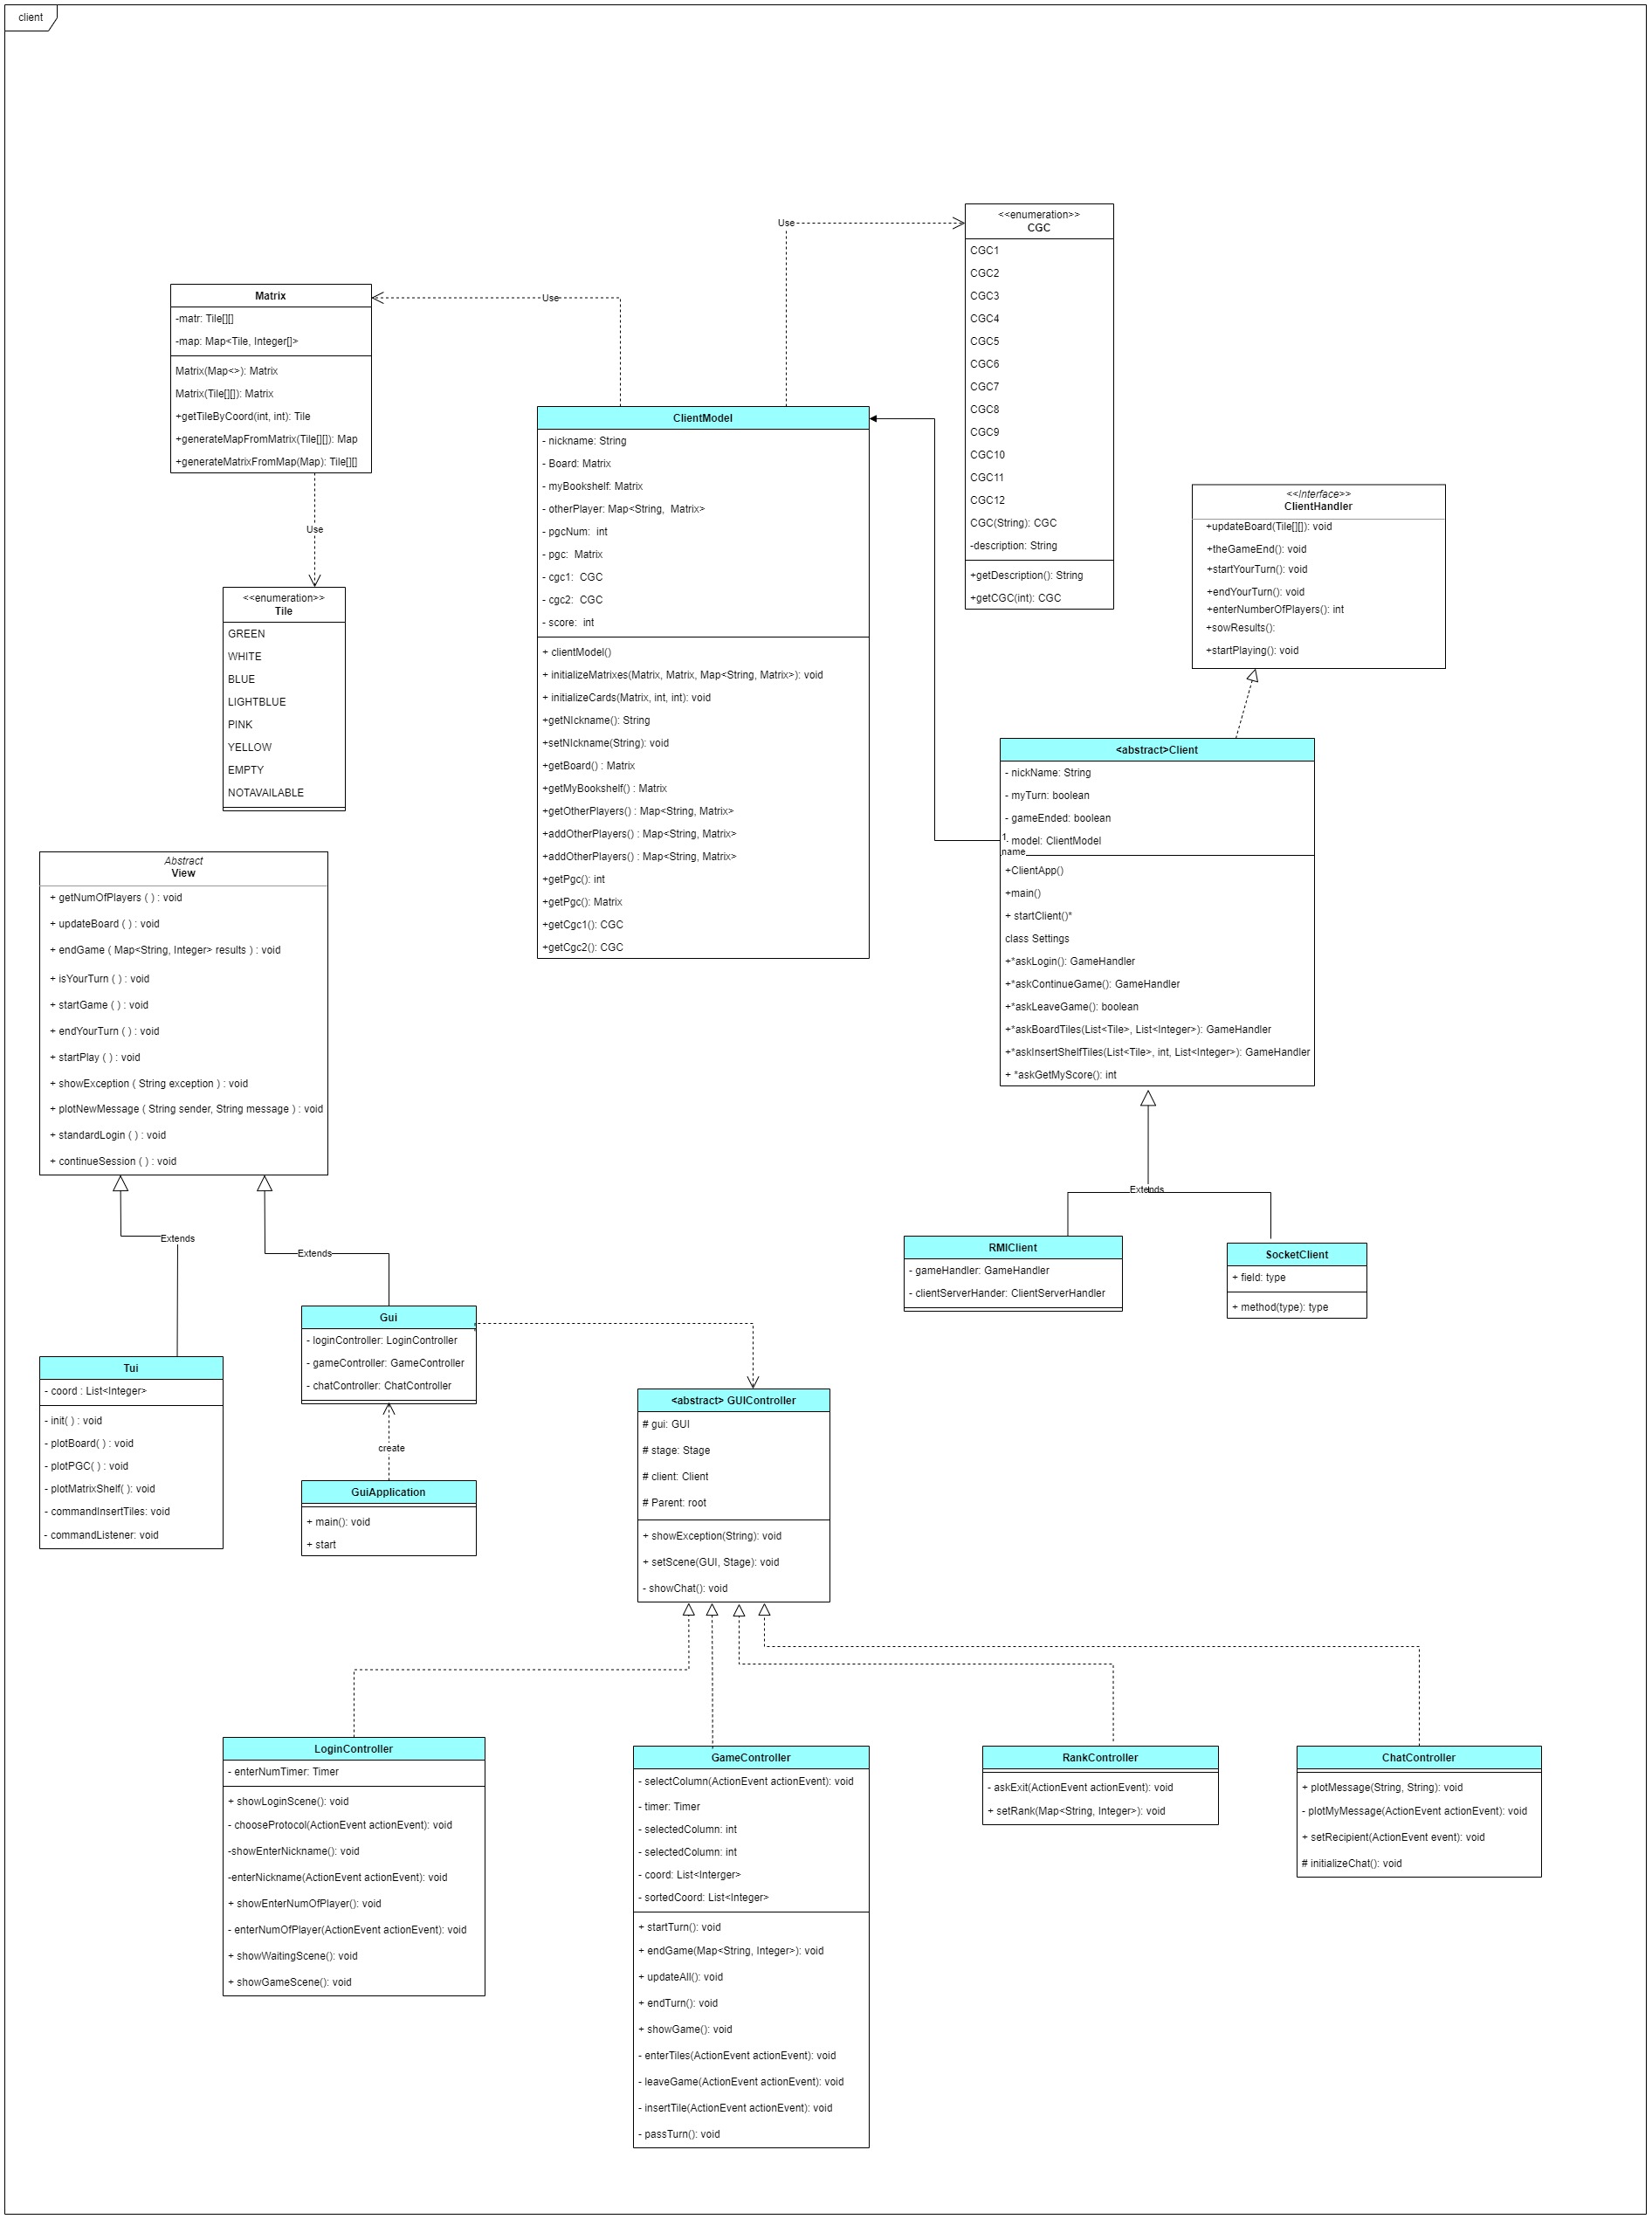 client
Use
<<enumeration>>
CGC
CGC1
CGC2
CGC3
CGC4
CGC5
CGC6
CGC7
CGC8
CGC9
CGC10
CGC11
CGC12
CGC(String): CGC
-description: String
+getDescription(): String
+getCGC(int): CGC
Matrix
-matr: Tile[][]
-map: Map<Tile, Integer[]>
Matrix(Map<>): Matrix
Matrix(Tile[][]): Matrix
+getTileByCoord(int, int): Tile
+generateMapFromMatrix(Tile[][]): Map
+generateMatrixFromMap(Map): Tile[][]
Use
Use
<<enumeration>>
Tile
GREEN
WHITE
BLUE
LIGHTBLUE
PINK
YELLOW
EMPTY
NOTAVAILABLE
ClientModel
- nickname: String
- Board: Matrix
- myBookshelf: Matrix
- otherPlayer: Map<String, Matrix>
- pgcNum: int
- pgc: Matrix
- cgc1: CGC
- cgc2: CGC
- score: int
+ clientModel()
+ initializeMatrixes(Matrix, Matrix, Map<String, Matrix>): void
+ initializeCards(Matrix, int, int): void
+getNIckname(): String
+setNIckname(String): void
+getBoard() : Matrix
+getMyBookshelf() : Matrix
+getOtherPlayers() : Map<String, Matrix>
+addOtherPlayers() : Map<String, Matrix>
+addOtherPlayers() : Map<String, Matrix>
+getPgc(): int
+getPgc(): Matrix
+getCgc1(): CGC
+getCgc2(): CGC
<<Interface>>
ClientHandler
+updateBoard(Tile[][]): void
+theGameEnd(): void
+startYourTurn(): void
+endYourTurn(): void
+enterNumberOfPlayers(): int
+sowResults():
+startPlaying(): void
<abstract>Client
- nickName: String
- myTurn: boolean
- gameEnded: boolean
1
- model: ClientModel
name
+ClientApp()
+main()
+ startClient()*
class Settings
+*askLogin(): GameHandler
+*askContinueGame(): GameHandler
+*askLeaveGame(): boolean
+*askBoardTiles(List<Tile>, List<Integer>): GameHandler
+*askInsertShelfTiles(List<Tile>, int, List<Integer>): GameHandler
+ *askGetMyScore(): int
Extends
RMIClient
- gameHandler: GameHandler
- clientServerHander: ClientServerHandler
SocketClient
+ field: type
+ method(type): type
Abstract
View
+ getNumOfPlayers ( ) : void
+ updateBoard ( ) : void
+ endGame ( Map<String, Integer> results ) : void
+ isYourTurn ( ) : void
+ startGame ( ) : void
+ endYourTurn ( ) : void
+ startPlay ( ) : void
+ showException ( String exception ) : void
+ plotNewMessage ( String sender, String message ) : void
+ standardLogin ( ) : void
+ continueSession ( ) : void
Extends
Extends
Tui
- coord : List<Integer>
- init( ) : void
- plotBoard( ) : void
- plotPGC( ) : void
- plotMatrixShelf( ): void
- commandInsertTiles: void
- commandListener: void
Gui
- loginController: LoginController
- gameController: GameController
- chatController: ChatController
create
GuiApplication
+ main(): void
+ start
<abstract> GUIController
# gui: GUI
# stage: Stage
# client: Client
# Parent: root
+ showException(String): void
+ setScene(GUI, Stage): void
- showChat(): void
LoginController
- enterNumTimer: Timer
+ showLoginScene(): void
- chooseProtocol(ActionEvent actionEvent): void
-showEnterNickname(): void
-enterNickname(ActionEvent actionEvent): void
+ showEnterNumOfPlayer(): void
- enterNumOfPlayer(ActionEvent actionEvent): void
+ showWaitingScene(): void
+ showGameScene(): void
GameController
- selectColumn(ActionEvent actionEvent): void
- timer: Timer
- selectedColumn: int
- selectedColumn: int
- coord: List<Interger>
- sortedCoord: List<Integer>
+ startTurn(): void
+ endGame(Map<String, Integer>): void
+ updateAll(): void
+ endTurn(): void
+ showGame(): void
- enterTiles(ActionEvent actionEvent): void
- leaveGame(ActionEvent actionEvent): void
- insertTile(ActionEvent actionEvent): void
- passTurn(): void
RankController
- askExit(ActionEvent actionEvent): void
+ setRank(Map<String, Integer>): void
ChatController
+ plotMessage(String, String): void
- plotMyMessage(ActionEvent actionEvent): void
+ setRecipient(ActionEvent event): void
# initializeChat(): void